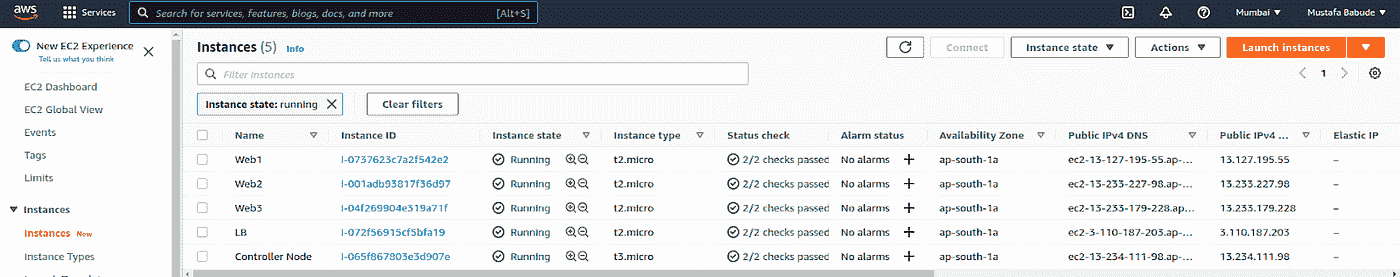 aws Services Search for services, features, blogs, docs, and more [Alt+S] Mumbai Mustafa Babude
New EC2 Experience
Tell us what you think
EC2 Dashboard
EC2 Global View
Events
Tags
Limits
Instances
Instances New
Instance Types
Instances (5) Info
Connect Instance state Actions Launch instances
Filter Instances
1
Instance state: running Clear filters
Name Instance ID Instance state Instance type Status check Alarm status Availability Zone Public IPv4 DNS Public IPv4 ... Elastic IP
Web1 i-0737623c7a2f542e2 Running t2.micro 2/2 checks passed No alarms ap-south-1a ec2-13-127-195-55.ap-... 13.127.195.55 –
Web2 i-001adb93817f36d97 Running t2.micro 2/2 checks passed No alarms ap-south-1a ec2-13-233-227-98.ap-... 13.233.227.98 –
Web3 i-04f269904e319a71f Running t2.micro 2/2 checks passed No alarms ap-south-1a ec2-13-233-179-228.ap... 13.233.179.228 –
LB i-072f56915cf5bfa19 Running t2.micro 2/2 checks passed No alarms ap-south-1a ec2-3-110-187-203.ap-... 3.110.187.203 –
Controller Node i-065f867803e3d907e Running t3.micro 2/2 checks passed No alarms ap-south-1a ec2-13-234-111-98.ap-... 13.234.111.98 –